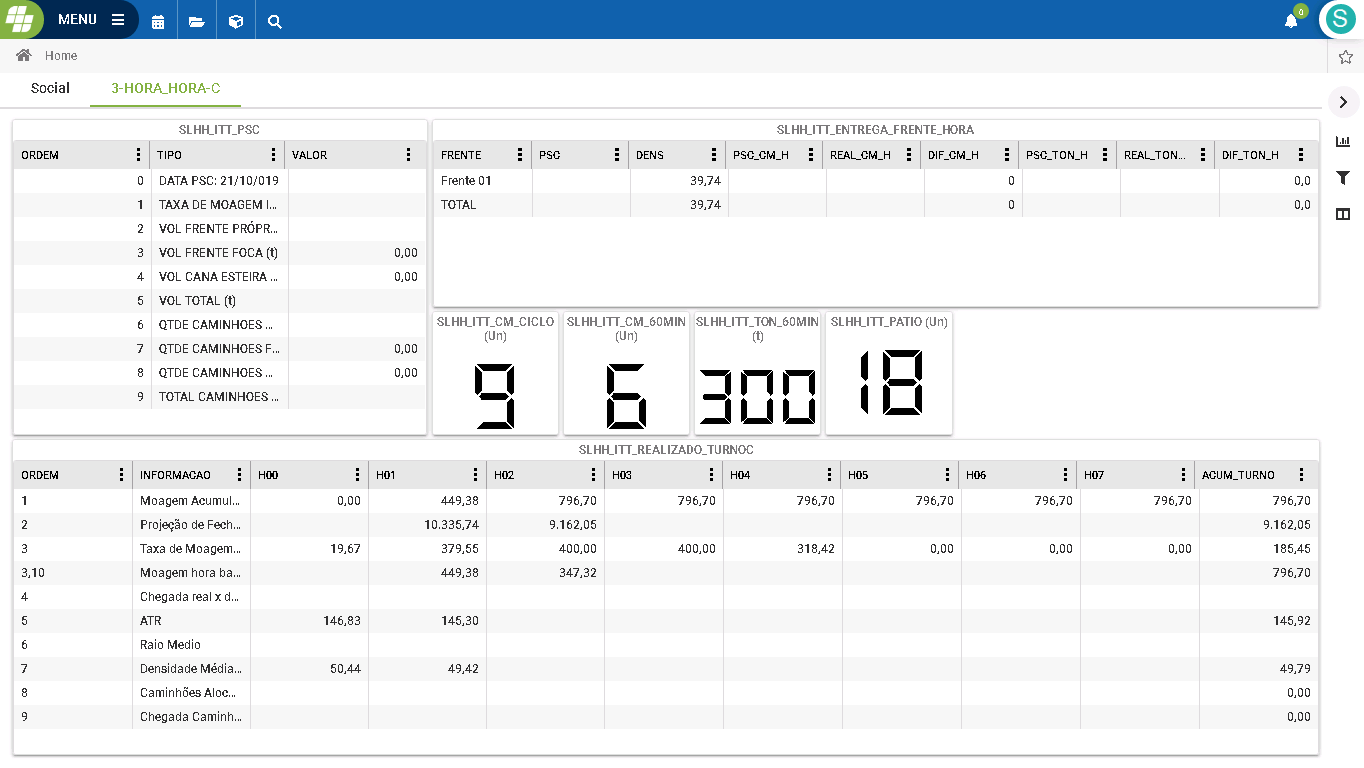 MENU
0
S
Home
Social 3-HORA_HORA-C
SLHH_ITT_PSC
ORDEM TIPO VALOR
0 DATA PSC: 21/10/019
1 TAXA DE MOAGEM I...
2 VOL FRENTE PRÓPR...
3 VOL FRENTE FOCA (t) 0,00
4 VOL CANA ESTEIRA ... 0,00
5 VOL TOTAL (t)
6 QTDE CAMINHOES ...
7 QTDE CAMINHOES F... 0,00
8 QTDE CAMINHOES ... 0,00
9 TOTAL CAMINHOES ...
SLHH_ITT_ENTREGA_FRENTE_HORA
FRENTE PSC DENS PSC_CM_H REAL_CM_H DIF_CM_H PSC_TON_H REAL_TON... DIF_TON_H
Frente 01 39,74 0 0,0
TOTAL 39,74 0 0,0
SLHH_ITT_CM_CICLO
(Un)
9
SLHH_ITT_CM_60MIN
(Un)
6
SLHH_ITT_TON_60MIN
(t)
300
SLHH_ITT_PATIO (Un)
18
SLHH_ITT_REALIZADO_TURNOC
ORDEM INFORMACAO H00 H01 H02 H03 H04 H05 H06 H07 ACUM_TURNO
1 Moagem Acumul... 0,00 449,38 796,70 796,70 796,70 796,70 796,70 796,70 796,70
2 Projeção de Fech... 10.335,74 9.162,05 9.162,05
3 Taxa de Moagem... 19,67 379,55 400,00 400,00 318,42 0,00 0,00 0,00 185,45
3,10 Moagem hora ba... 449,38 347,32 796,70
4 Chegada real x d...
5 ATR 146,83 145,30 145,92
6 Raio Medio
7 Densidade Média... 50,44 49,42 49,79
8 Caminhões Aloc... 0,00
9 Chegada Caminh... 0,00